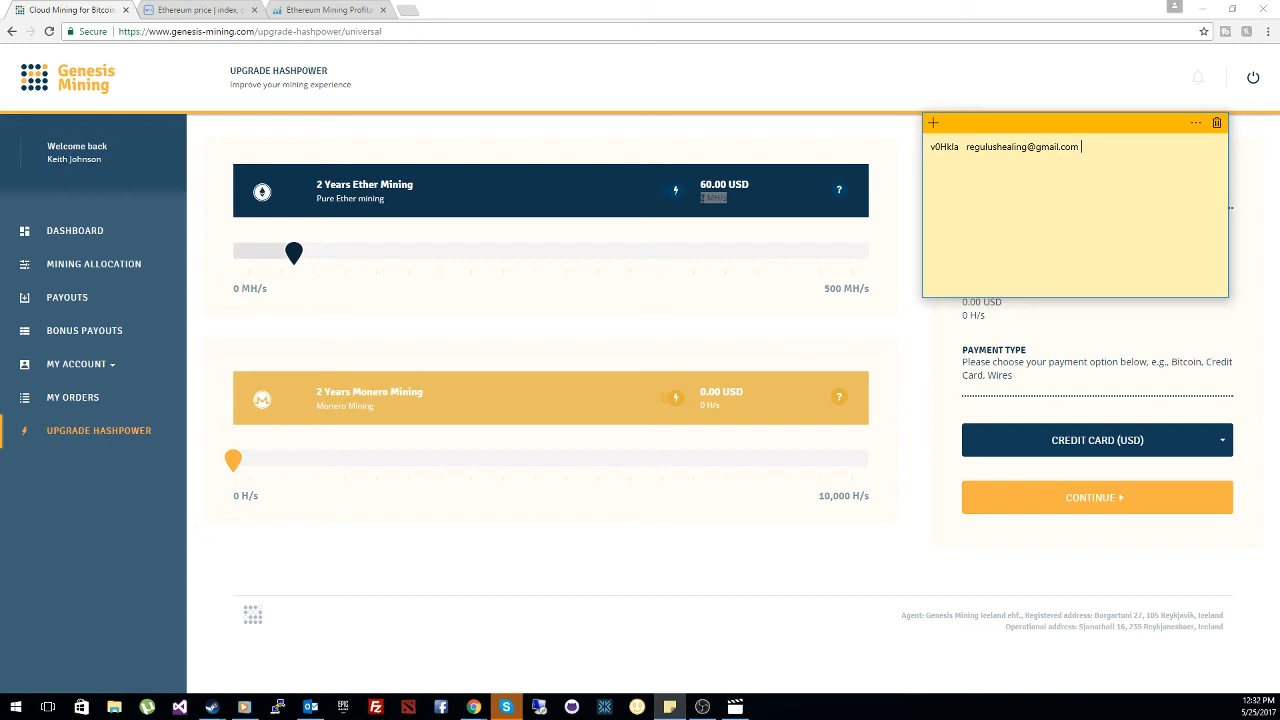 Cloud Mining for Bitcoin
Ethereum price | index, c
Ethereum Mining Profita
Secure
https://www.genesis-mining.com/upgrade-hashpower/universal
Genesis
Mining
UPGRADE HASHPOWER
Improve your mining experience
Welcome back
Keith Johnson
DASHBOARD
MINING ALLOCATION
PAYOUTS
BONUS PAYOUTS
MY ACCOUNT
MY ORDERS
UPGRADE HASHPOWER
2 Years Ether Mining
Pure Ether mining
60.00 USD
MH/s
?
0 MH/s
500 MH/s
2 Years Monero Mining
Monero Mining
0.00 USD
0 H/s
?
0 H/s
10,000 H/s
v0Hkla regulushealing@gmail.com
0.00 USD
0 H/s
PAYMENT TYPE
Please choose your payment option below, e.g., Bitcoin, Credit
Card, Wires
CREDIT CARD (USD)
CONTINUE
Agent: Genesis Mining Iceland ehf., Registered address: Borgartuni 27, 105 Reykjavik, Iceland
Operational address: Sjonarholl 16, 235 Reykjanesbaer, Iceland
EPIC
12:32 PM
5/25/2017